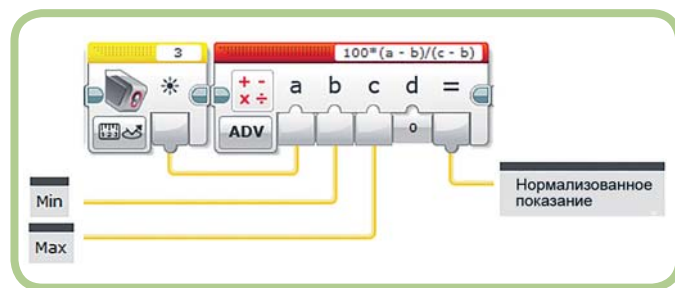 3
100*(a - b)/(c - b)
a b c d =
ADV
0
Min
Max
Нормализованное
показание